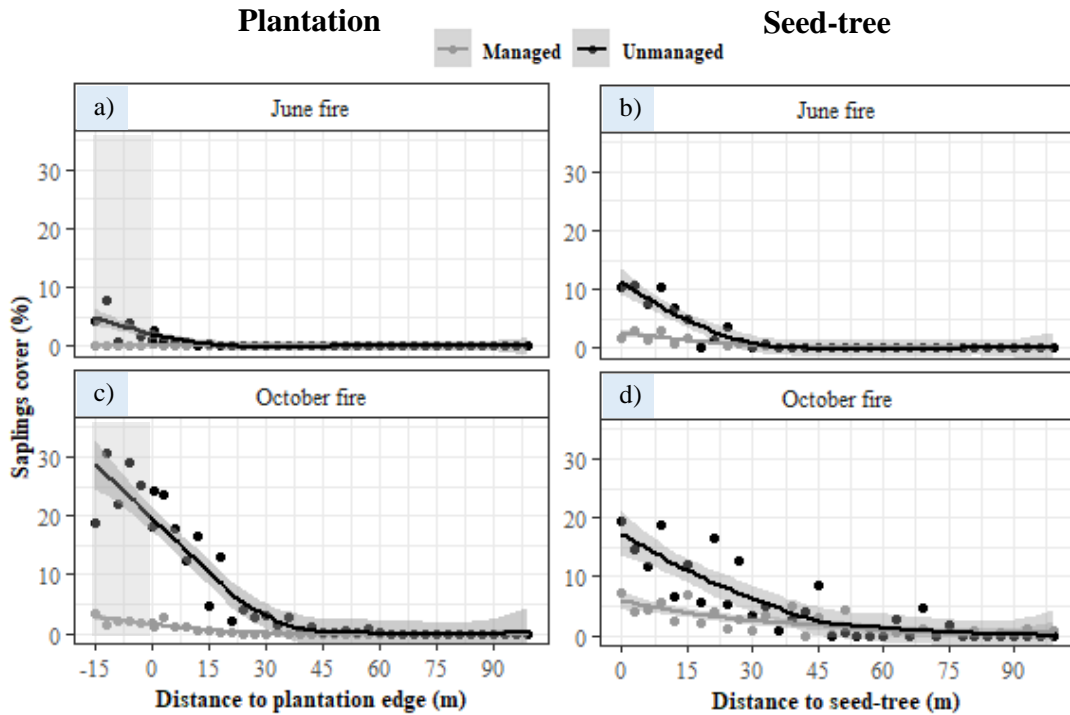 Plantation
Seed-tree
Managed Unmanaged
a) June fire
b) June fire
30
20
10
0
30
20
10
0
c) October fire
d) October fire
30
20
10
0
30
20
10
0
Saplings cover (%)
-15 0 15 30 45 60 75 90
0 15 30 45 60 75 90
Distance to plantation edge (m)
Distance to seed-tree (m)